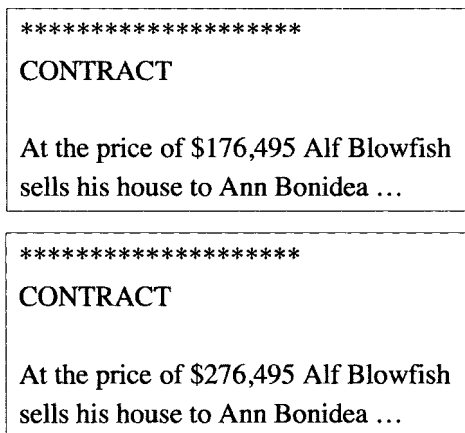 ********************
CONTRACT
At the price of $176,495 Alf Blowfish
sells his house to Ann Bonidea ...
********************
CONTRACT
At the price of $276,495 Alf Blowfish
sells his house to Ann Bonidea ...